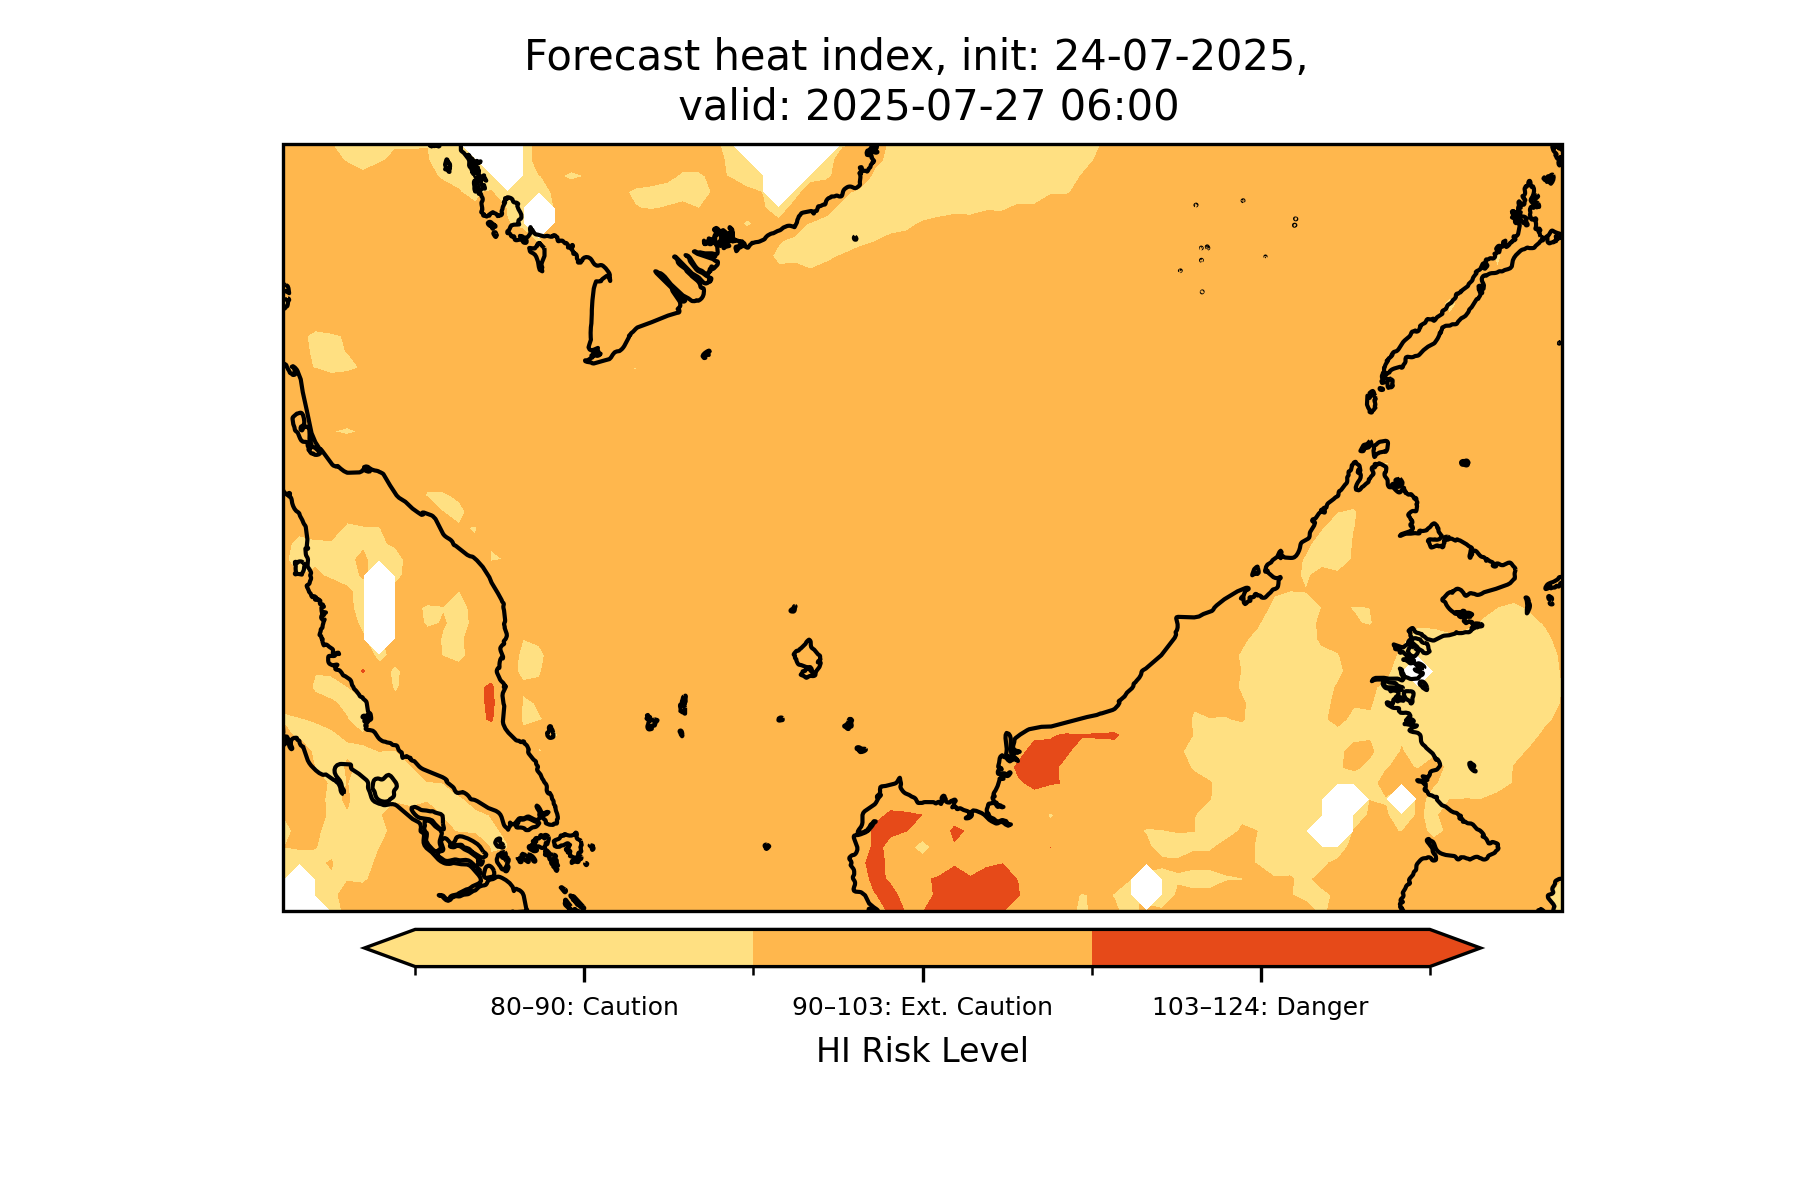 Forecast heat index, init: 24-07-2025,
valid: 2025-07-27 06:00
80–90: Caution
90–103: Ext. Caution
103–124: Danger
HI Risk Level